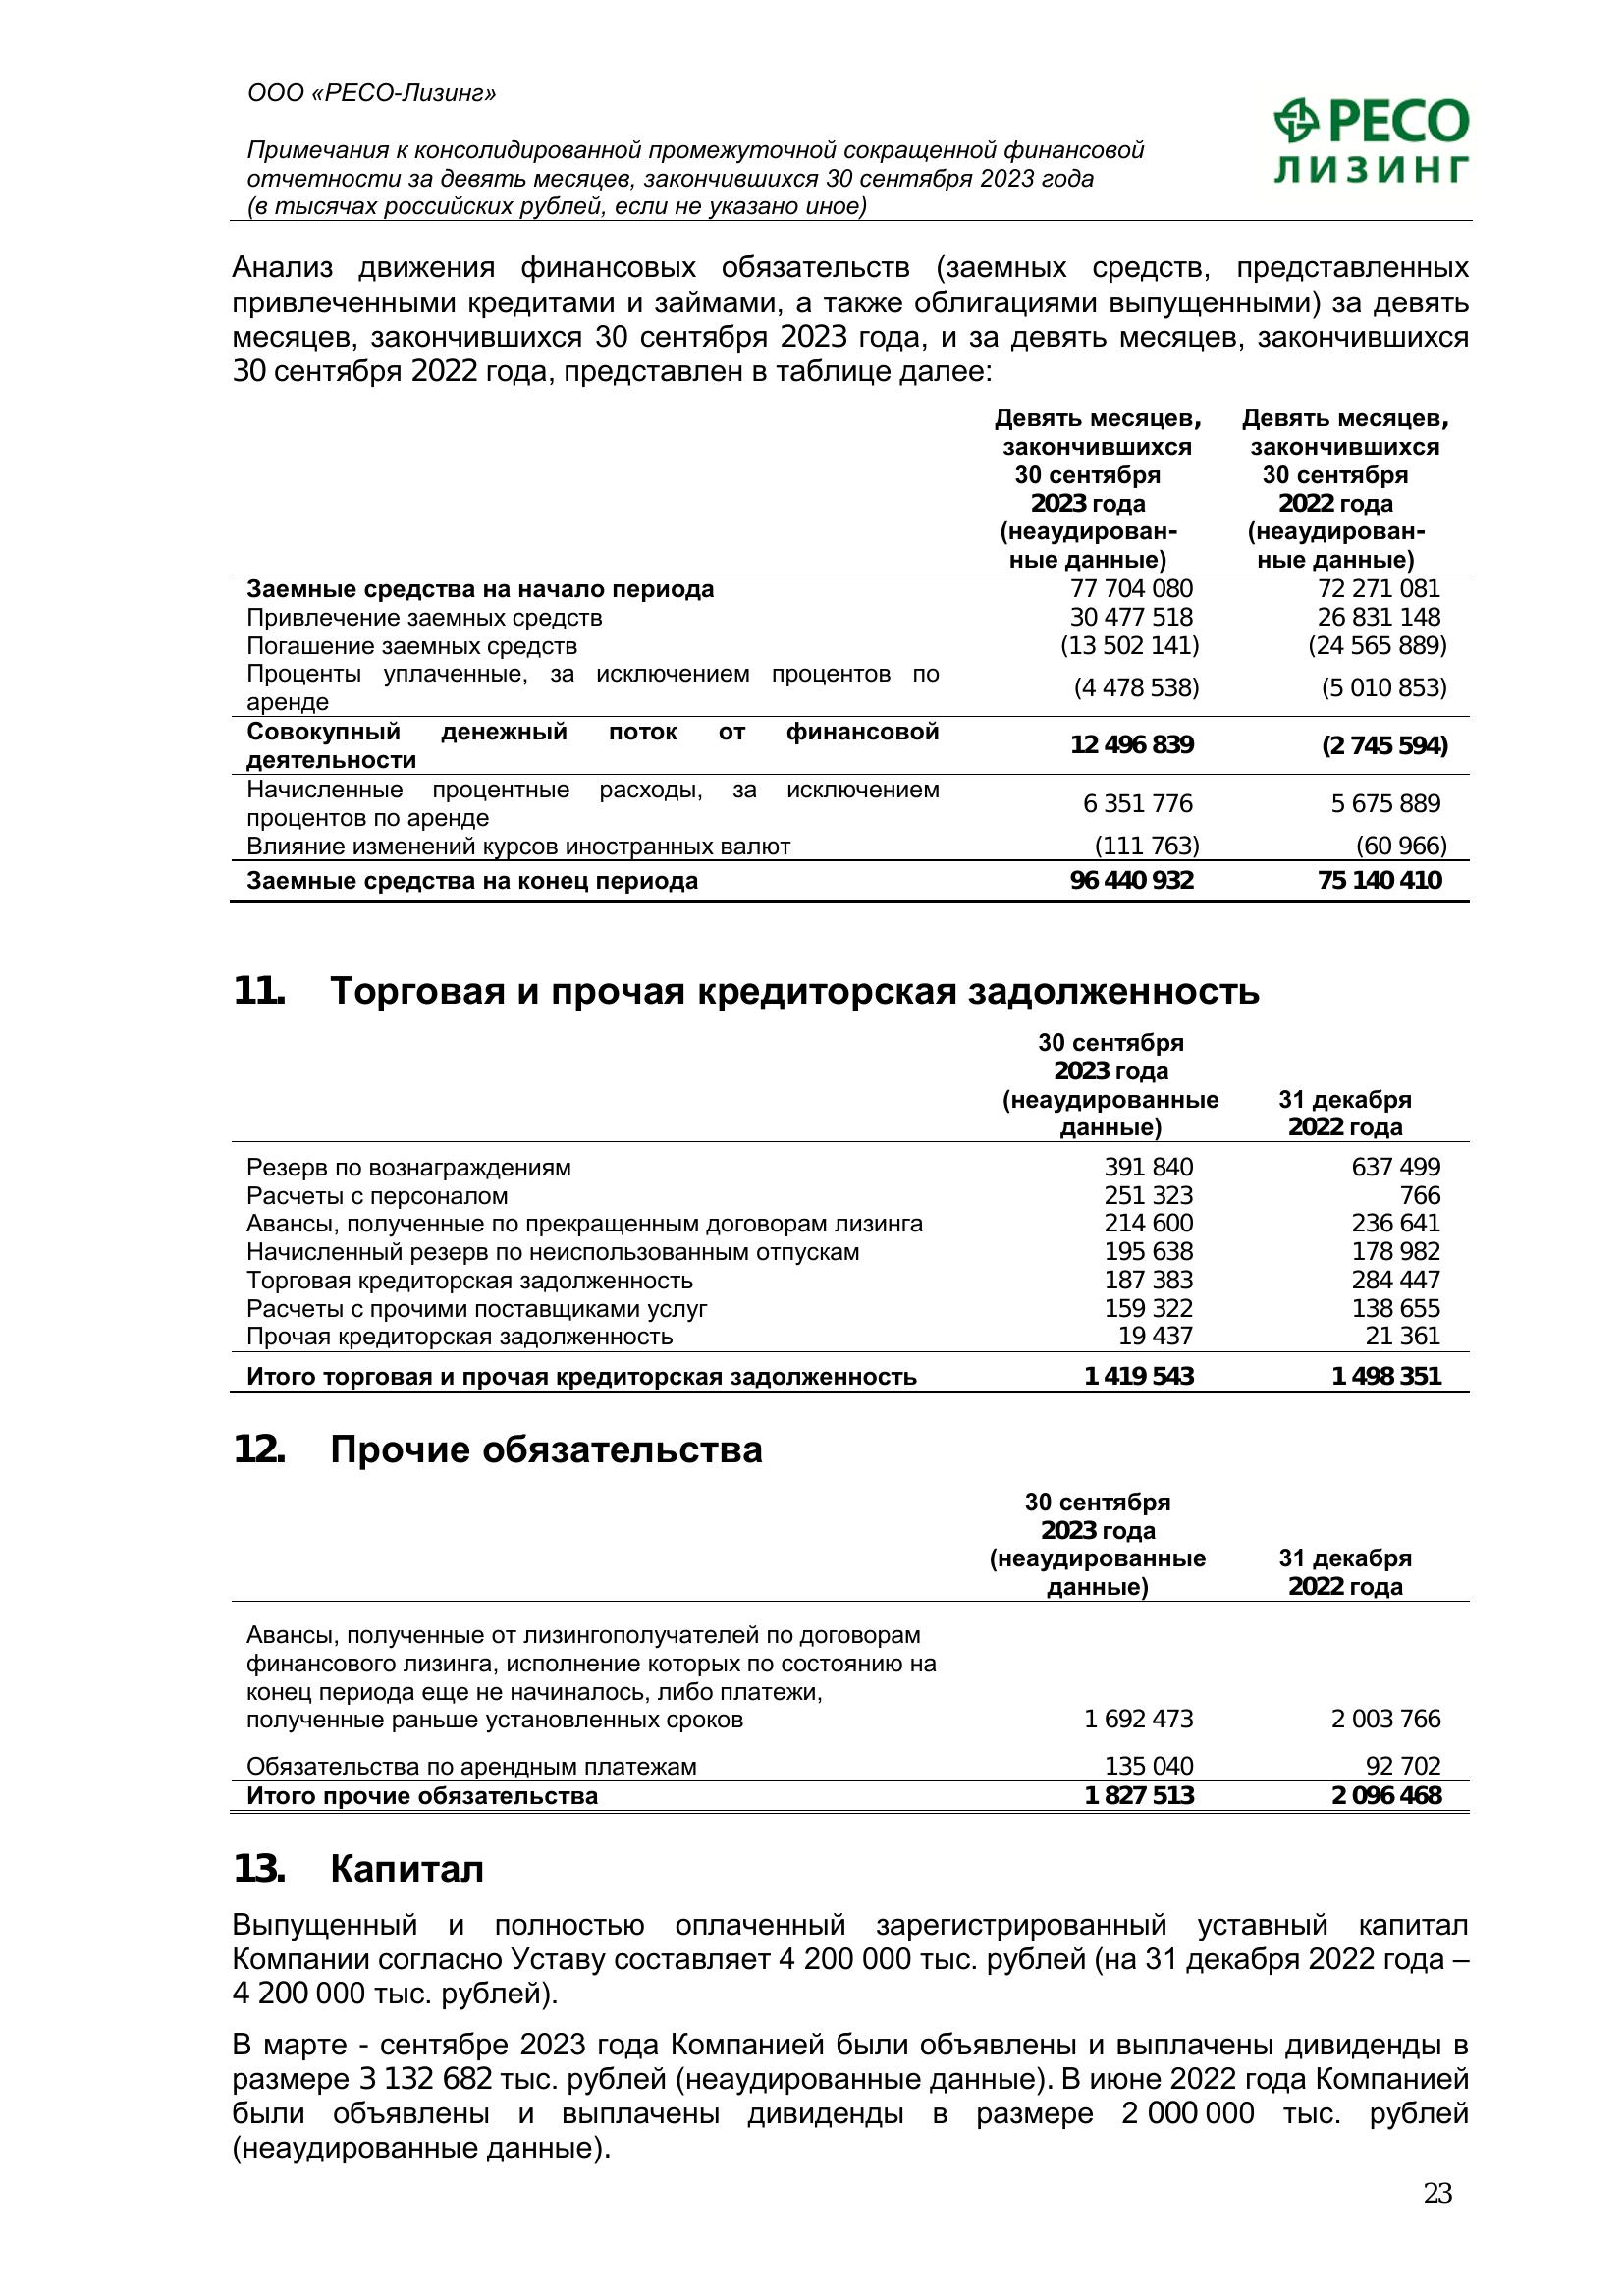 ООО «РЕСО-Лизинг»
РЕСО
ЛИЗИНГ
Примечания к консолидированной промежуточной сокращенной финансовой
отчетности за девять месяцев, закончившихся 30 сентября 2023 года
(в тысячах российских рублей, если не указано иное)
Анализ движения финансовых обязательств (заемных средств, представленных
привлеченными кредитами и займами, а также облигациями выпущенными) за девять
месяцев, закончившихся 30 сентября 2023 года, и за девять месяцев, закончившихся
30 сентября 2022 года, представлен в таблице далее:
Девять месяцев, Девять месяцев,
закончившихся закончившихся
30 сентября 30 сентября
2023 года 2022 года
(неаудирован- (неаудирован-
ные данные) ные данные)
Заемные средства на начало периода 77 704 080 72 271 081
Привлечение заемных средств 30 477 518 26 831 148
Погашение заемных средств (13 502 141) (24 565 889)
Проценты уплаченные, за исключением процентов по
аренде (4 478 538) (5 010 853)
Совокупный денежный поток от финансовой
деятельности 12 496 839 (2 745 594)
Начисленные процентные расходы, за исключением
процентов по аренде 6 351 776 5 675 889
Влияние изменений курсов иностранных валют (111 763) (60 966)
Заемные средства на конец периода 96 440 932 75 140 410
11. Торговая и прочая кредиторская задолженность
30 сентября
2023 года
(неаудированные 31 декабря
данные) 2022 года
Резерв по вознаграждениям 391 840 637 499
Расчеты с персоналом 251 323 766
Авансы, полученные по прекращенным договорам лизинга 214 600 236 641
Начисленный резерв по неиспользованным отпускам 195 638 178 982
Торговая кредиторская задолженность 187 383 284 447
Расчеты с прочими поставщиками услуг 159 322 138 655
Прочая кредиторская задолженность 19 437 21 361
Итого торговая и прочая кредиторская задолженность 1 419 543 1 498 351
12. Прочие обязательства
30 сентября
2023 года
(неаудированные 31 декабря
данные) 2022 года
Авансы, полученные от лизингополучателей по договорам
финансового лизинга, исполнение которых по состоянию на
конец периода еще не начиналось, либо платежи,
полученные раньше установленных сроков 1 692 473 2 003 766
Обязательства по арендным платежам 135 040 92 702
Итого прочие обязательства 1 827 513 2 096 468
13. Капитал
Выпущенный и полностью оплаченный зарегистрированный уставный капитал
Компании согласно Уставу составляет 4 200 000 тыс. рублей (на 31 декабря 2022 года –
4 200 000 тыс. рублей).
В марте - сентябре 2023 года Компанией были объявлены и выплачены дивиденды в
размере 3 132 682 тыс. рублей (неаудированные данные). В июне 2022 года Компанией
были объявлены и выплачены дивиденды в размере 2 000 000 тыс. рублей
(неаудированные данные).
23